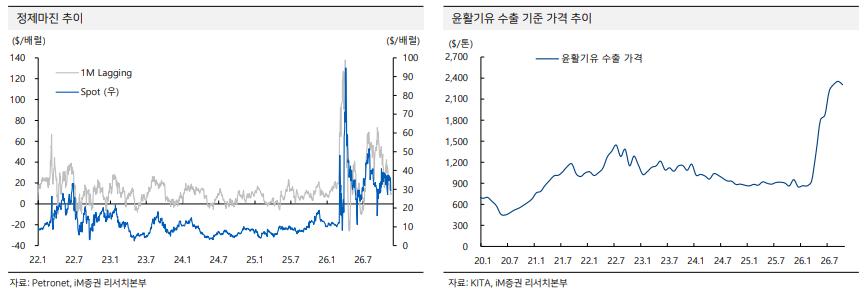 정제마진 추이
($/배럴)
($/배럴)
140
120
100
80
60
40
20
0
-20
-40
1M Lagging
Spot (우)
100
90
80
70
60
50
40
30
20
10
0
22.1 22.7 23.1 23.7 24.1 24.7 25.1 25.7 26.1 26.7
자료: Petronet, iM증권 리서치본부
윤활기유 수출 기준 가격 추이
($/톤)
윤활기유 수출 가격
2,700
2,400
2,100
1,800
1,500
1,200
900
600
300
0
20.1 20.7 21.1 21.7 22.1 22.7 23.1 23.7 24.1 24.7 25.1 25.7 26.1 26.7
자료: KITA, iM증권 리서치본부